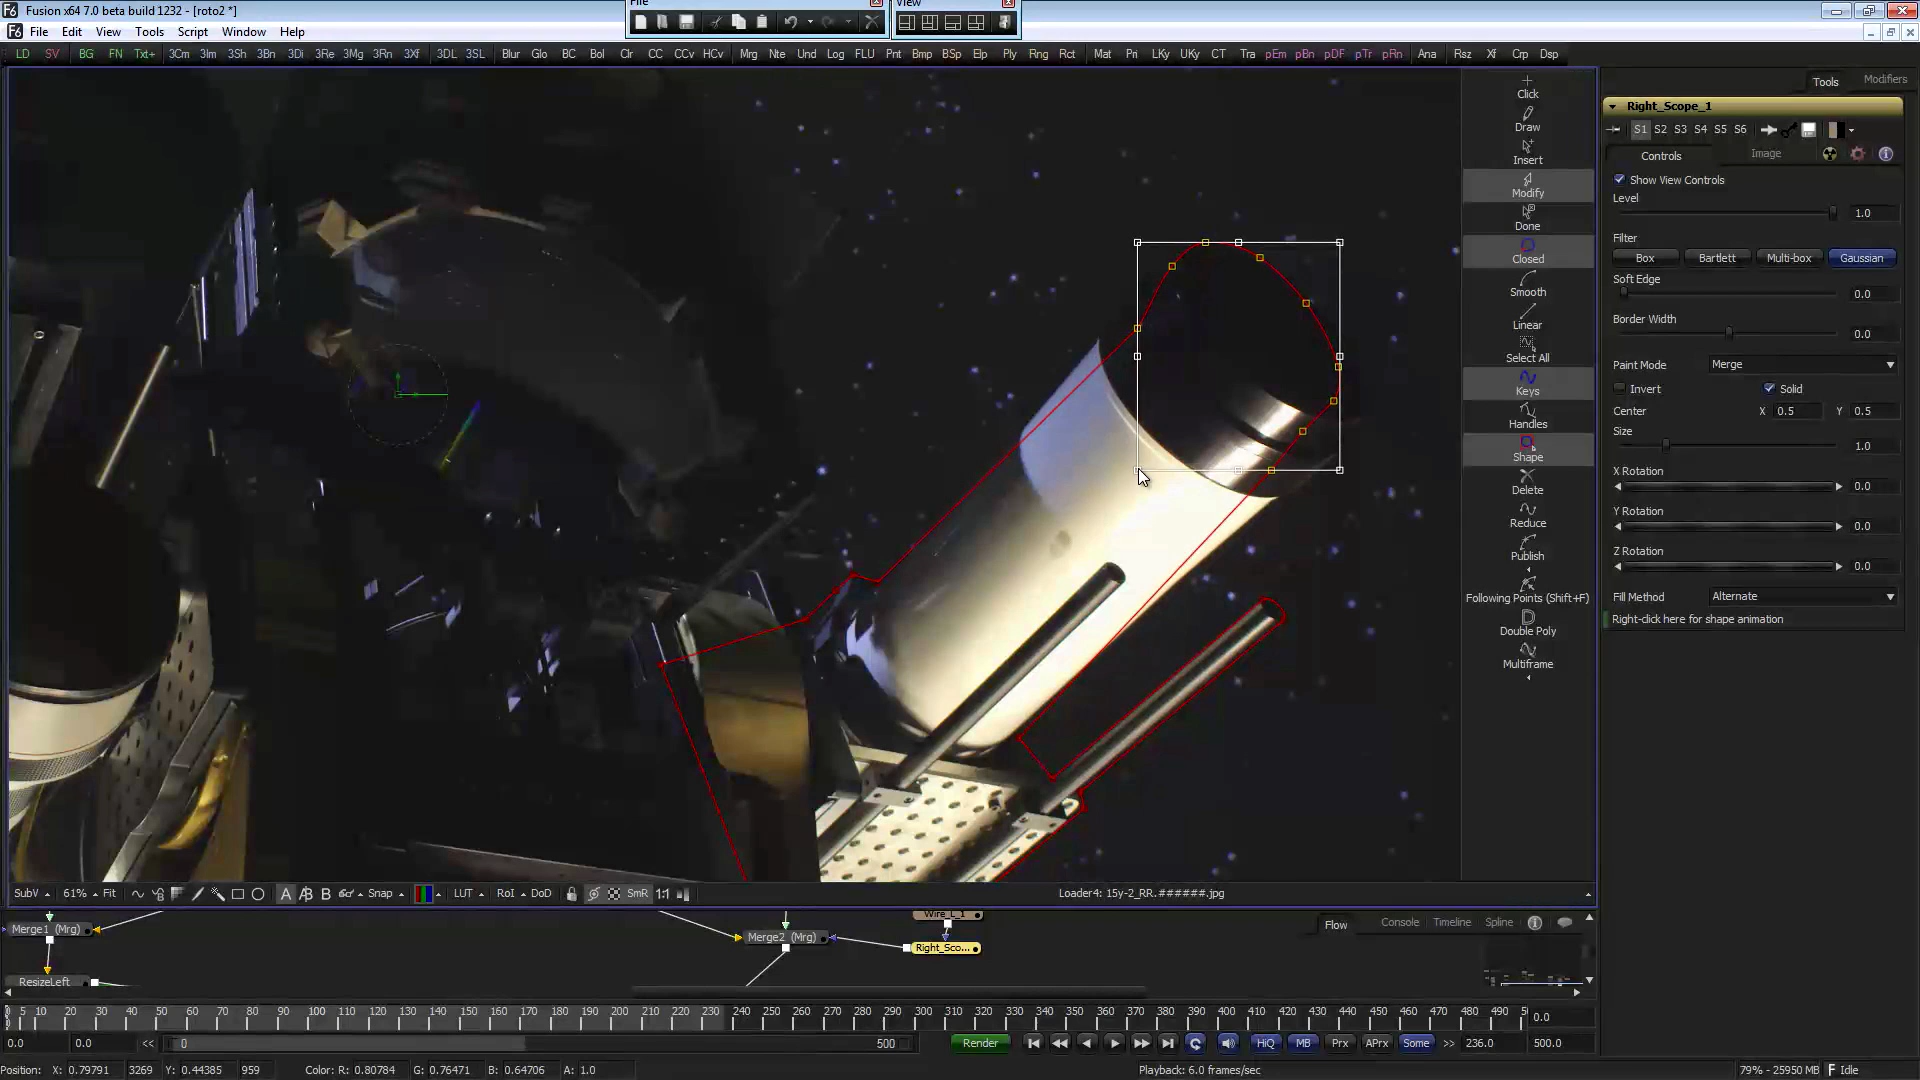 Fusion x64 7.0 beta build 1232 - [roto2 *]
File
View
File Edit View Tools Script Window Help
LD SV BG FN Txt+ 3Cm 3Im 3Sh 3Bn 3Di 3Re 3Mg 3Rn 3Xf 3DL 3SL Blur Glo BC Bol Clr CC CCv HCv Mrg Nte Und Log FLU Pnt Bmp BSp Elp Ply Rng Rct Mat Pri LKy UKy CT Tra pEm pBn pDF pTr pRn Ana Rsz Xf Crp Dsp
Click
Draw
Insert
Modify
Done
Closed
Smooth
Linear
Select All
Keys
Handles
Shape
Delete
Reduce
Publish
Following Points (Shift+F)
Double Poly
Multiframe
Tools Modifiers
Right_Scope_1
S1 S2 S3 S4 S5 S6
Controls Image
Show View Controls
Level
1.0
Filter
Box Bartlett Multi-box Gaussian
Soft Edge
0.0
Border Width
0.0
Paint Mode Merge
Invert Solid
Center X 0.5 Y 0.5
Size
1.0
X Rotation
0.0
Y Rotation
0.0
Z Rotation
0.0
Fill Method Alternate
Right-click here for shape animation
SubV 61% Fit A B Snap LUT RoI DoD SmR 1:1 Loader4: 15y-2_RR.######.jpg
Merge1 (Mrg)
ResizeLeft
Merge2 (Mrg)
Wire_L_1
Right_Sco...
Flow Console Timeline Spline
0 5 10 20 30 40 50 60 70 80 90 100 110 120 130 140 150 160 170 180 190 200 210 220 230 240 250 260 270 280 290 300 310 320 330 340 350 360 370 380 390 400 410 420 430 440 450 460 470 480 490 0.0
0.0 0.0 << 0 500 Render HiQ MB Prx APrx Some >> 236.0 500.0
Position: X: 0.79791 3269 Y: 0.44385 959 Color: R: 0.80784 G: 0.76471 B: 0.64706 A: 1.0 Playback: 6.0 frames/sec 79% - 25950 MB Idle